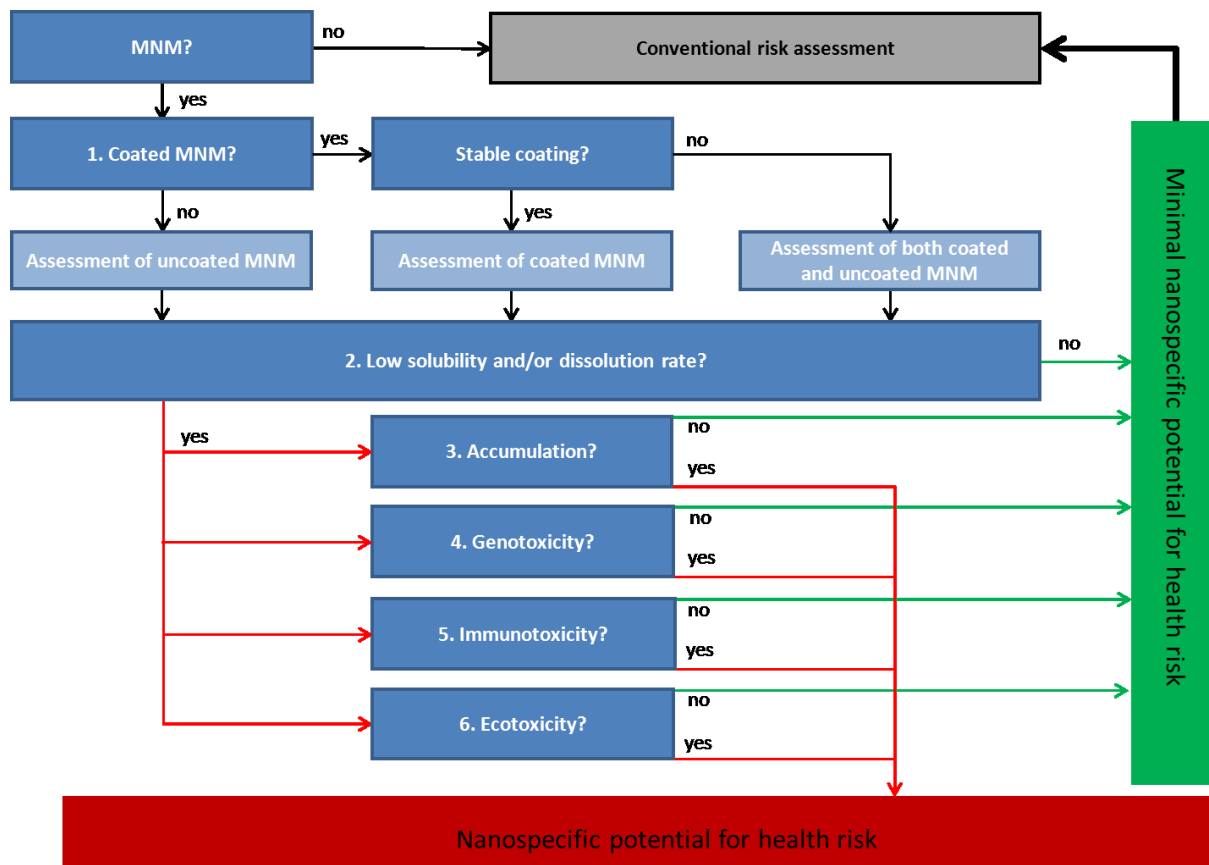 MNM?
no
Conventional risk assessment
yes
1. Coated MNM?
yes
Stable coating?
no
no
yes
Assessment of uncoated MNM
Assessment of coated MNM
Assessment of both coated
and uncoated MNM
2. Low solubility and/or dissolution rate?
no
yes
3. Accumulation?
no
yes
4. Genotoxicity?
no
yes
5. Immunotoxicity?
no
yes
6. Ecotoxicity?
no
yes
Minimal nanospecific potential for health risk
Nanospecific potential for health risk